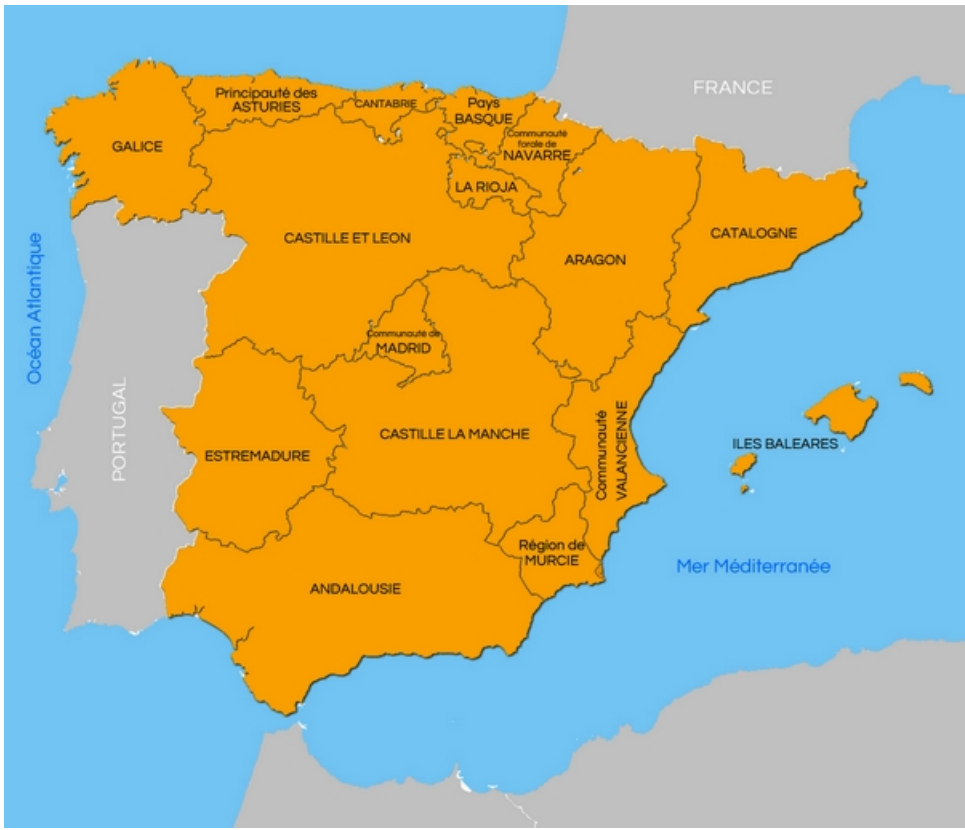 FRANCE
Principauté des
ASTURIES
CANTABRIE
Pays
BASQUE
Communauté
forale de
NAVARRE
GALICE
LA RIOJA
CASTILLE ET LEON
ARAGON
CATALOGNE
Océan Atlantique
Communauté de
MADRID
PORTUGAL
ESTREMADURE
CASTILLE LA MANCHE
Communauté
VALANCIENNE
ILES BALEARES
Région de
MURCIE
Mer Méditerranée
ANDALOUSIE